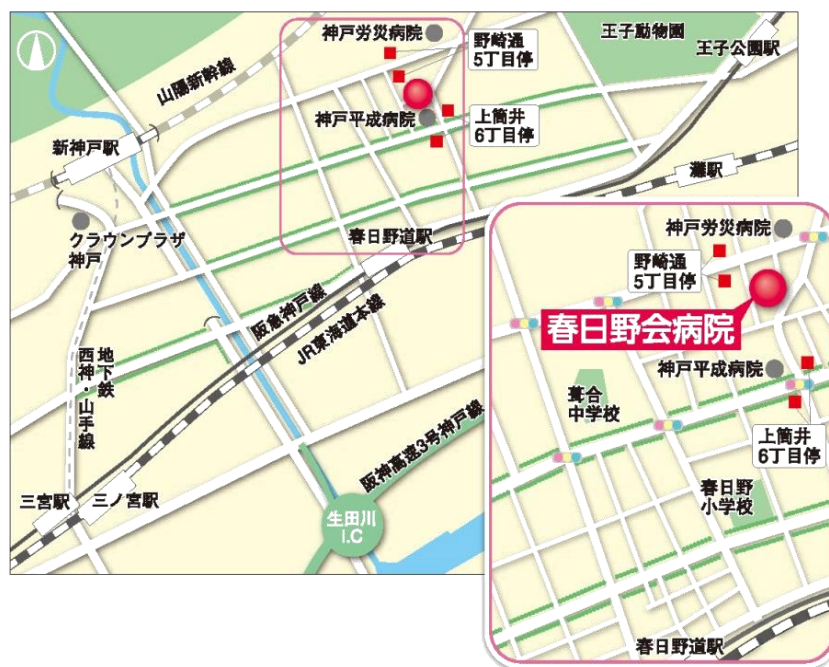 神戸労災病院
野崎通
5丁目停
王子動物園
王子公園駅
山陽新幹線
神戸平成病院
上筒井
6丁目停
新神戸駅
灘駅
クラウンプラザ
神戸
春日野道駅
阪急神戸線
JR東海道本線
地下鉄
西神・山手線
阪神高速3号神戸線
三宮駅
三ノ宮駅
生田川
I.C
神戸労災病院
野崎通
5丁目停
春日野会病院
神戸平成病院
葺合
中学校
上筒井
6丁目停
春日野
小学校
春日野道駅